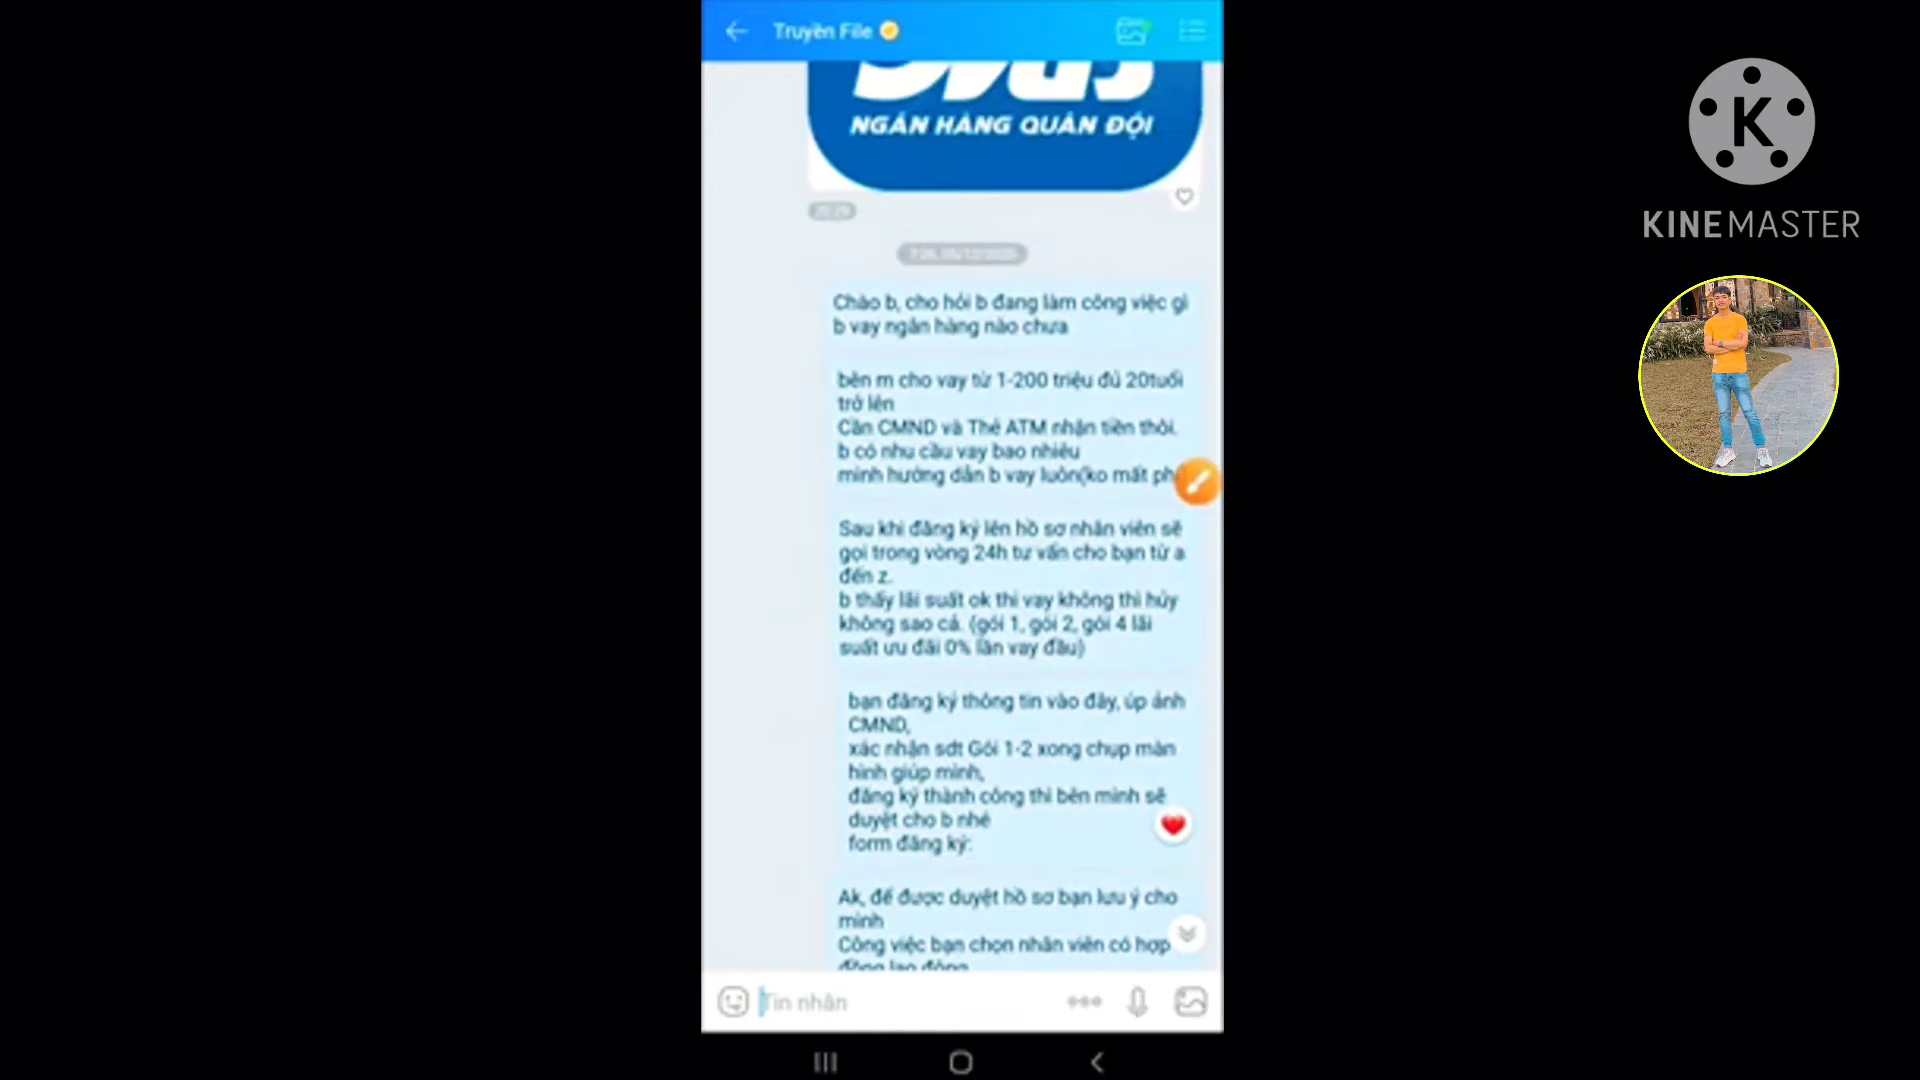 Truyền File
NGÂN HÀNG QUÂN ĐỘI
Chào b, cho hỏi b đang làm công việc gì
b vay ngân hàng nào chưa
bên m cho vay từ 1-200 triệu đủ 20tuổi
trở lên
Cần CMND và Thẻ ATM nhận tiền thôi.
b có nhu cầu vay bao nhiêu
mình hướng dẫn b vay luôn(ko mất ph
Sau khi đăng ký lên hồ sơ nhân viên sẽ
gọi trong vòng 24h tư vấn cho bạn từ a
đến z.
b thấy lãi suất ok thì vay không thì hủy
không sao cả. (gói 1, gói 2, gói 4 lãi
suất ưu đãi 0% lần vay đầu)
bạn đăng ký thông tin vào đây, úp ảnh
CMND,
xác nhận sdt Gói 1-2 xong chụp màn
hình giúp mình,
đăng ký thành công thì bên mình sẽ
duyệt cho b nhé
form đăng ký:
Ak, để được duyệt hồ sơ bạn lưu ý cho
mình
Công việc bạn chọn nhân viên có hợp
đồng lao động
Tin nhắn
K
KINEMASTER